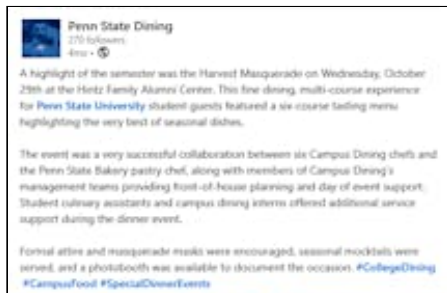 Penn State Dining
270 followers
4mo •
A highlight of the semester was the Harvest Masquerade on Wednesday, October
29th at the Hintz Family Alumni Center. This fine dining, multi-course experience
for Penn State University student guests featured a six-course tasting menu
highlighting the very best of seasonal dishes.
The event was a very successful collaboration between six Campus Dining chefs and
the Penn State Bakery pastry chef, along with members of Campus Dining's
management teams providing front-of-house planning and day of event support.
Student culinary assistants and campus dining interns offered additional service
support during the dinner event.
Formal attire and masquerade masks were encouraged, seasonal mocktails were
served, and a photobooth was available to document the occasion. #CollegeDining
#CampusFood #SpecialDinnerEvents